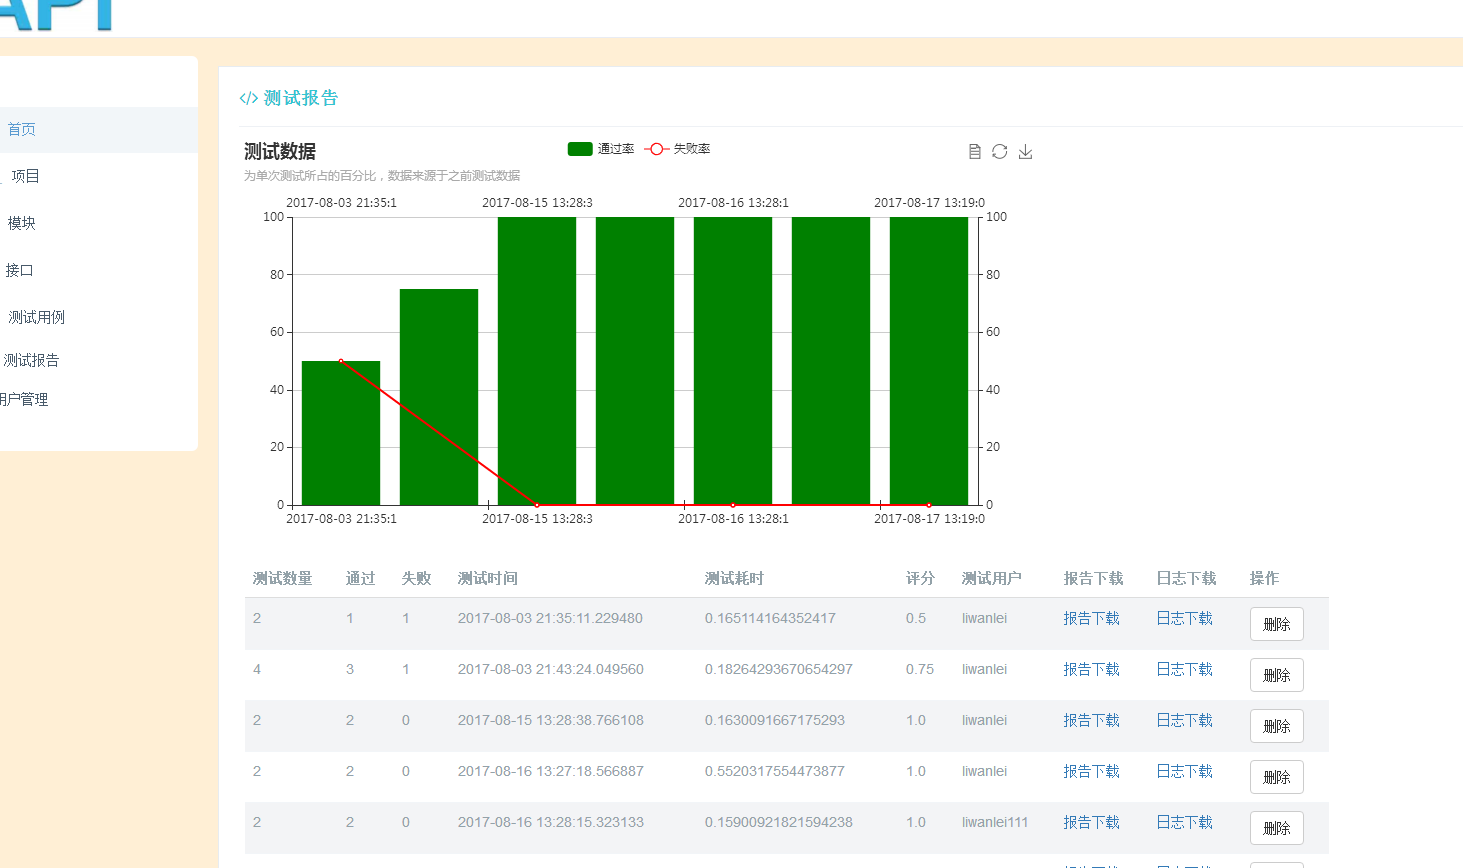 API
首页
项目
模块
接口
测试用例
测试报告
用户管理
</> 测试报告
测试数据
为单次测试所占的百分比，数据来源于之前测试数据
通过率 失败率
2017-08-03 21:35:1 2017-08-15 13:28:3 2017-08-16 13:28:1 2017-08-17 13:19:0
100 100
80 80
60 60
40 40
20 20
0 0
2017-08-03 21:35:1 2017-08-15 13:28:3 2017-08-16 13:28:1 2017-08-17 13:19:0
测试数量 通过 失败 测试时间 测试耗时 评分 测试用户 报告下载 日志下载 操作
2 1 1 2017-08-03 21:35:11.229480 0.165114164352417 0.5 liwanlei 报告下载 日志下载 删除
4 3 1 2017-08-03 21:43:24.049560 0.18264293670654297 0.75 liwanlei 报告下载 日志下载 删除
2 2 0 2017-08-15 13:28:38.766108 0.1630091667175293 1.0 liwanlei 报告下载 日志下载 删除
2 2 0 2017-08-16 13:27:18.566887 0.5520317554473877 1.0 liwanlei 报告下载 日志下载 删除
2 2 0 2017-08-16 13:28:15.323133 0.15900921821594238 1.0 liwanlei111 报告下载 日志下载 删除